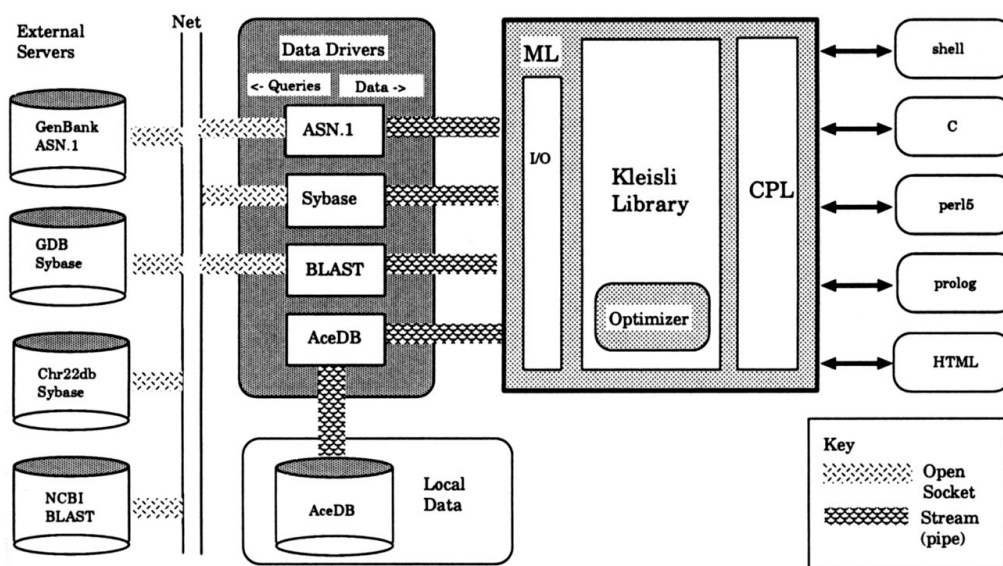 External
Servers
Net
GenBank
ASN.1
GDB
Sybase
Chr22db
Sybase
NCBI
BLAST
Data Drivers
<- Queries
Data ->
ASN.1
Sybase
BLAST
AceDB
AceDB
Local
Data
ML
I/O
Kleisli
Library
Optimizer
CPL
shell
C
perl5
prolog
HTML
Key
Open
Socket
Stream
(pipe)